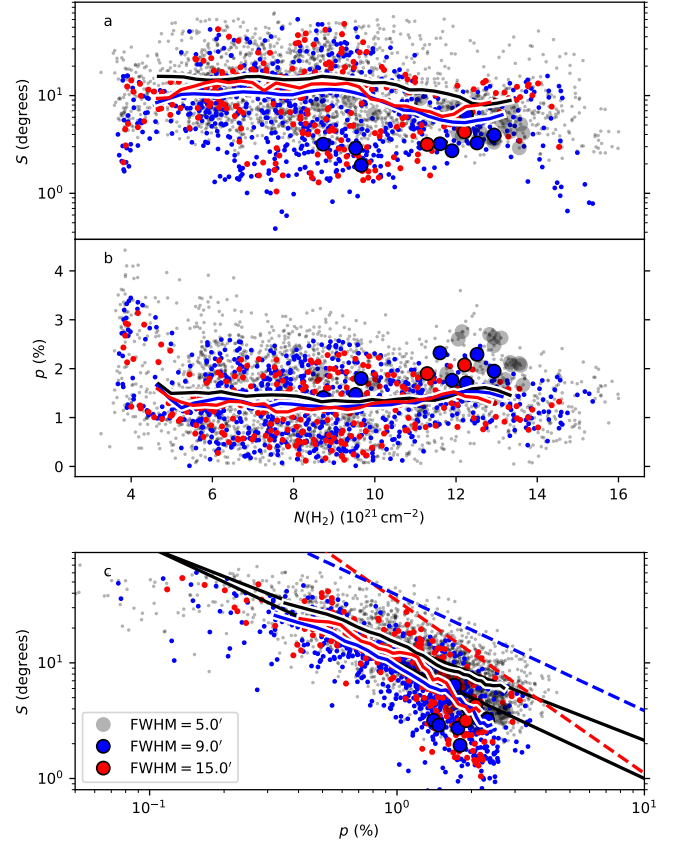 a
10¹
10⁰
S (degrees)
b
4
3
2
1
0
p (%)
4 6 8 10 12 14 16
N(H₂) (10²¹ cm⁻²)
c
10¹
10⁰
S (degrees)
FWHM = 5.0′
FWHM = 9.0′
FWHM = 15.0′
10⁻¹ 10⁰ 10¹
p (%)